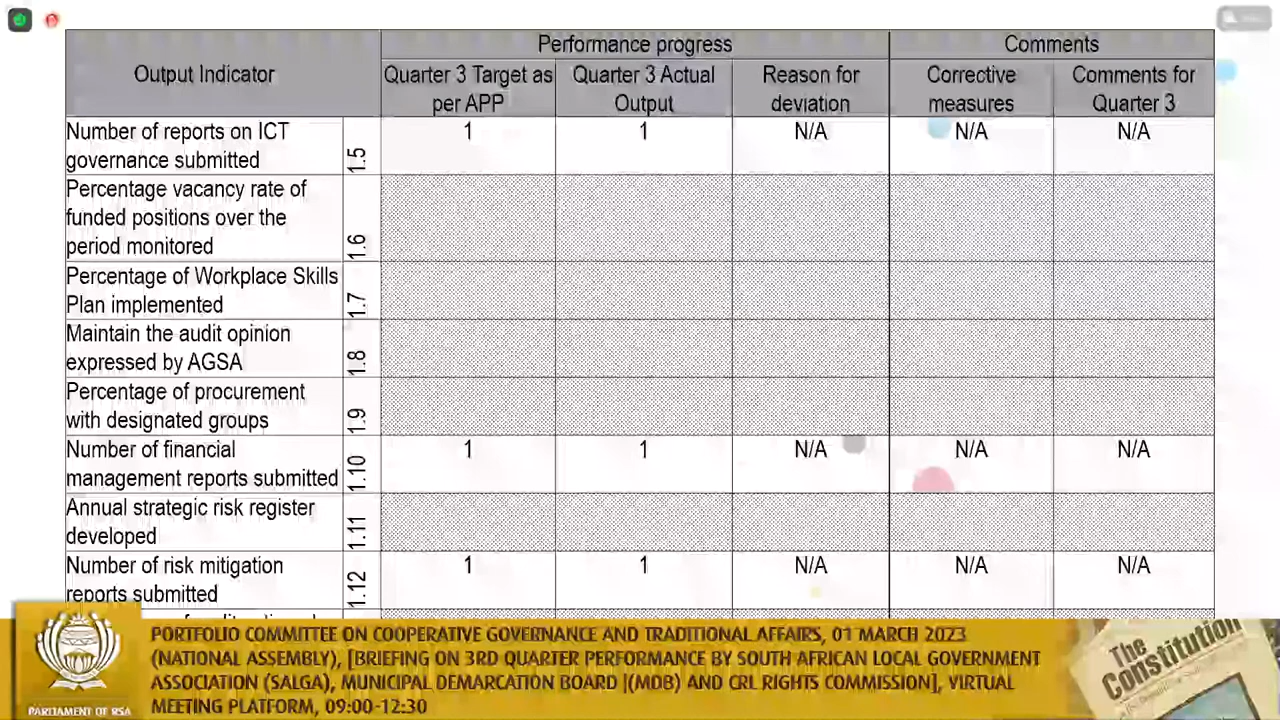 Performance progress
Comments
Output Indicator
Quarter 3 Target as
per APP
Quarter 3 Actual
Output
Reason for
deviation
Corrective
measures
Comments for
Quarter 3
Number of reports on ICT
governance submitted
1.5
1
1
N/A
N/A
N/A
Percentage vacancy rate of
funded positions over the
period monitored
1.6
Percentage of Workplace Skills
Plan implemented
1.7
Maintain the audit opinion
expressed by AGSA
1.8
Percentage of procurement
with designated groups
1.9
Number of financial
management reports submitted
1.10
1
1
N/A
N/A
N/A
Annual strategic risk register
developed
1.11
Number of risk mitigation
reports submitted
1.12
1
1
N/A
N/A
N/A
PORTFOLIO COMMITTEE ON COOPERATIVE GOVERNANCE AND TRADITIONAL AFFAIRS, 01 MARCH 2023
(NATIONAL ASSEMBLY), [BRIEFING ON 3RD QUARTER PERFORMANCE BY SOUTH AFRICAN LOCAL GOVERNMENT
ASSOCIATION (SALGA), MUNICIPAL DEMARCATION BOARD |(MDB) AND CRL RIGHTS COMMISSION], VIRTUAL
MEETING PLATFORM, 09:00-12:30
PARLIAMENT OF RSA
The
Constitution